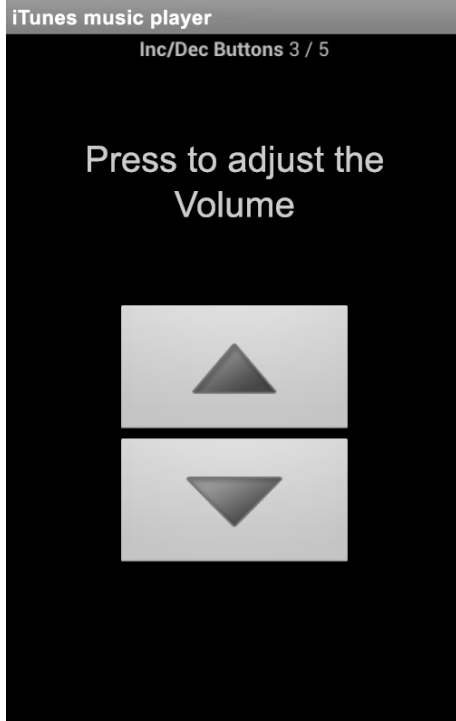 iTunes music player
Inc/Dec Buttons 3 / 5
Press to adjust the
Volume